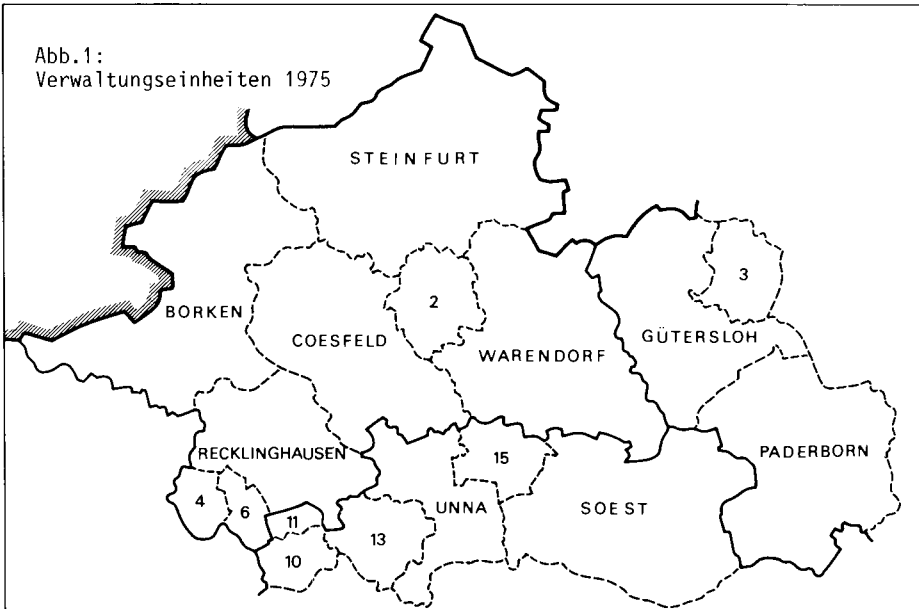 Abb.1:
Verwaltungseinheiten 1975
STEINFURT
3
2
BORKEN
COESFELD
GÜTERSLOH
WARENDORF
RECKLINGHAUSEN
15
PADERBORN
4
6
UNNA
SOEST
11
13
10